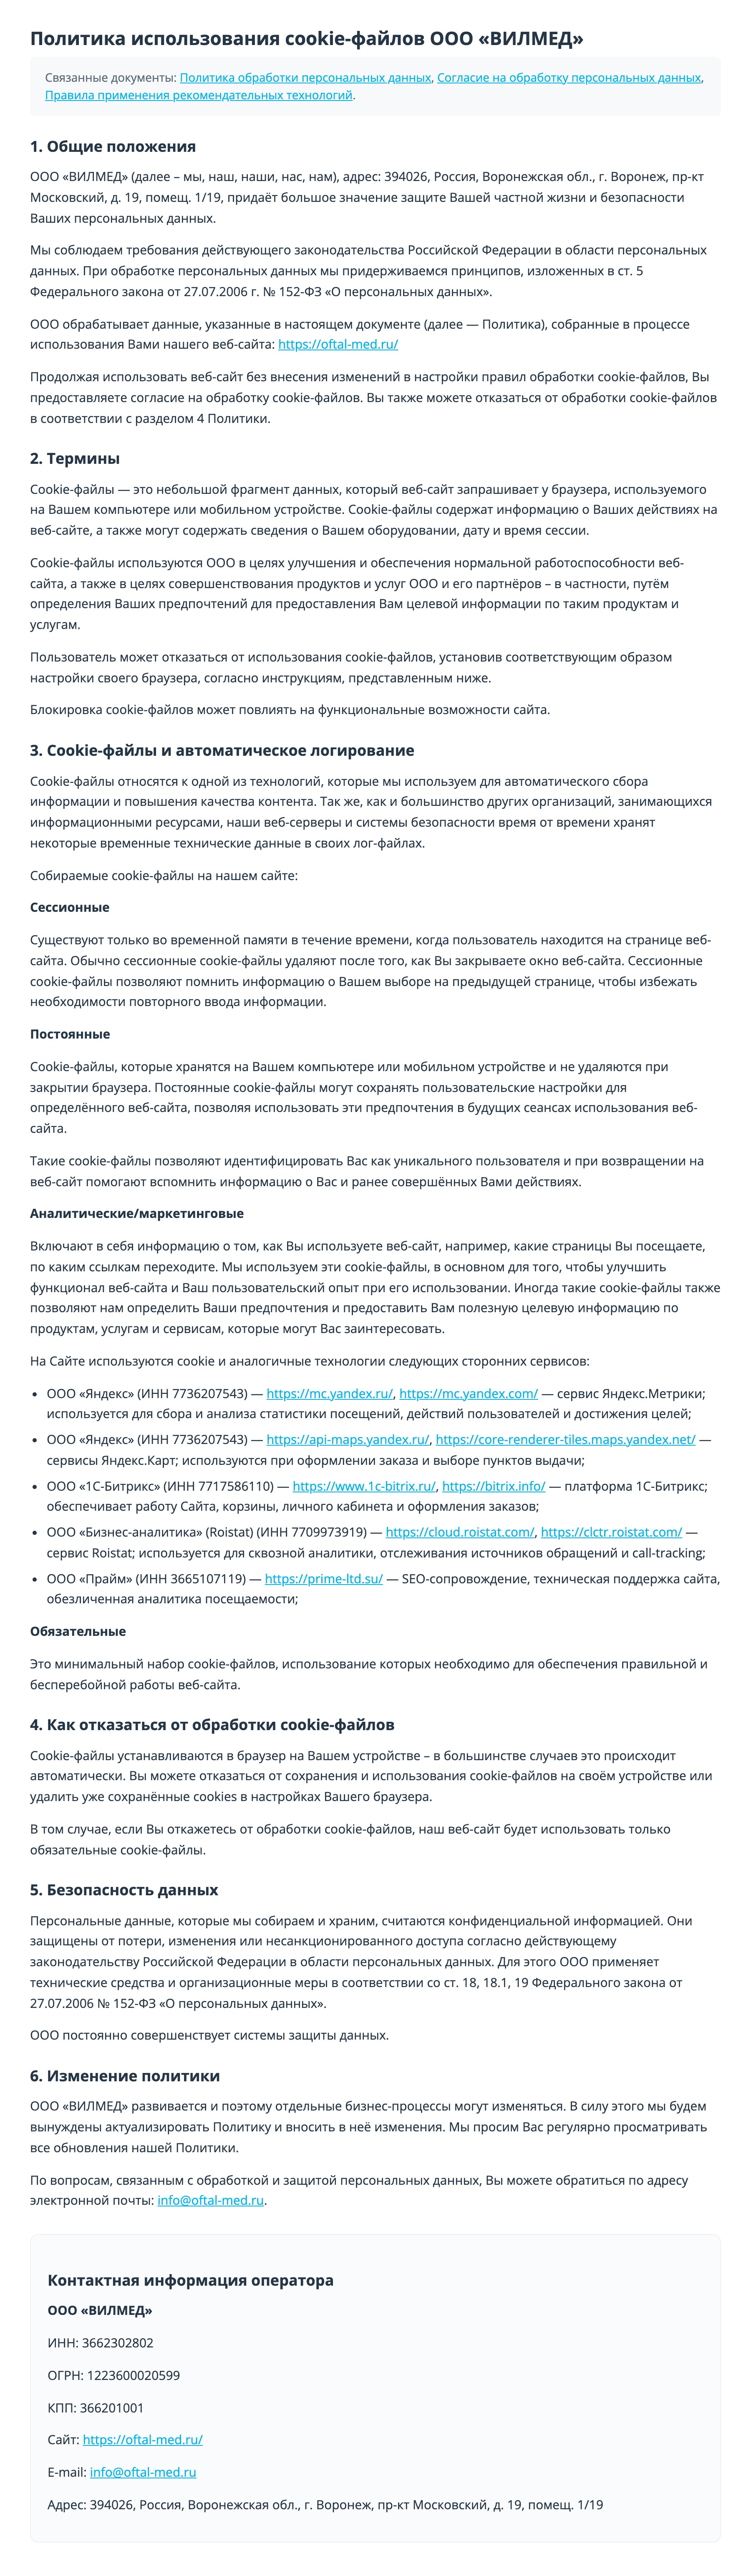 Политика использования cookie-файлов ООО «ВИЛМЕД»
Связанные документы: Политика обработки персональных данных, Согласие на обработку персональных данных,
Правила применения рекомендательных технологий.
1. Общие положения
ООО «ВИЛМЕД» (далее – мы, наш, наши, нас, нам), адрес: 394026, Россия, Воронежская обл., г. Воронеж, пр-кт
Московский, д. 19, помещ. 1/19, придаёт большое значение защите Вашей частной жизни и безопасности
Ваших персональных данных.
Мы соблюдаем требования действующего законодательства Российской Федерации в области персональных
данных. При обработке персональных данных мы придерживаемся принципов, изложенных в ст. 5
Федерального закона от 27.07.2006 г. № 152-ФЗ «О персональных данных».
ООО обрабатывает данные, указанные в настоящем документе (далее — Политика), собранные в процессе
использования Вами нашего веб-сайта: https://oftal-med.ru/
Продолжая использовать веб-сайт без внесения изменений в настройки правил обработки cookie-файлов, Вы
предоставляете согласие на обработку cookie-файлов. Вы также можете отказаться от обработки cookie-файлов
в соответствии с разделом 4 Политики.
2. Термины
Cookie-файлы — это небольшой фрагмент данных, который веб-сайт запрашивает у браузера, используемого
на Вашем компьютере или мобильном устройстве. Cookie-файлы содержат информацию о Ваших действиях на
веб-сайте, а также могут содержать сведения о Вашем оборудовании, дату и время сессии.
Cookie-файлы используются ООО в целях улучшения и обеспечения нормальной работоспособности веб-
сайта, а также в целях совершенствования продуктов и услуг ООО и его партнёров – в частности, путём
определения Ваших предпочтений для предоставления Вам целевой информации по таким продуктам и
услугам.
Пользователь может отказаться от использования cookie-файлов, установив соответствующим образом
настройки своего браузера, согласно инструкциям, представленным ниже.
Блокировка cookie-файлов может повлиять на функциональные возможности сайта.
3. Cookie-файлы и автоматическое логирование
Cookie-файлы относятся к одной из технологий, которые мы используем для автоматического сбора
информации и повышения качества контента. Так же, как и большинство других организаций, занимающихся
информационными ресурсами, наши веб-серверы и системы безопасности время от времени хранят
некоторые временные технические данные в своих лог-файлах.
Собираемые cookie-файлы на нашем сайте:
Сессионные
Существуют только во временной памяти в течение времени, когда пользователь находится на странице веб-
сайта. Обычно сессионные cookie-файлы удаляют после того, как Вы закрываете окно веб-сайта. Сессионные
cookie-файлы позволяют помнить информацию о Вашем выборе на предыдущей странице, чтобы избежать
необходимости повторного ввода информации.
Постоянные
Cookie-файлы, которые хранятся на Вашем компьютере или мобильном устройстве и не удаляются при
закрытии браузера. Постоянные cookie-файлы могут сохранять пользовательские настройки для
определённого веб-сайта, позволяя использовать эти предпочтения в будущих сеансах использования веб-
сайта.
Такие cookie-файлы позволяют идентифицировать Вас как уникального пользователя и при возвращении на
веб-сайт помогают вспомнить информацию о Вас и ранее совершённых Вами действиях.
Аналитические/маркетинговые
Включают в себя информацию о том, как Вы используете веб-сайт, например, какие страницы Вы посещаете,
по каким ссылкам переходите. Мы используем эти cookie-файлы, в основном для того, чтобы улучшить
функционал веб-сайта и Ваш пользовательский опыт при его использовании. Иногда такие cookie-файлы также
позволяют нам определить Ваши предпочтения и предоставить Вам полезную целевую информацию по
продуктам, услугам и сервисам, которые могут Вас заинтересовать.
На Сайте используются cookie и аналогичные технологии следующих сторонних сервисов:
• ООО «Яндекс» (ИНН 7736207543) — https://mc.yandex.ru/, https://mc.yandex.com/ — сервис Яндекс.Метрики;
используется для сбора и анализа статистики посещений, действий пользователей и достижения целей;
• ООО «Яндекс» (ИНН 7736207543) — https://api-maps.yandex.ru/, https://core-renderer-tiles.maps.yandex.net/ —
сервисы Яндекс.Карт; используются при оформлении заказа и выборе пунктов выдачи;
• ООО «1С-Битрикс» (ИНН 7717586110) — https://www.1c-bitrix.ru/, https://bitrix.info/ — платформа 1С-Битрикс;
обеспечивает работу Сайта, корзины, личного кабинета и оформления заказов;
• ООО «Бизнес-аналитика» (Roistat) (ИНН 7709973919) — https://cloud.roistat.com/, https://clctr.roistat.com/ —
сервис Roistat; используется для сквозной аналитики, отслеживания источников обращений и call-tracking;
• ООО «Прайм» (ИНН 3665107119) — https://prime-ltd.su/ — SEO-сопровождение, техническая поддержка сайта,
обезличенная аналитика посещаемости;
Обязательные
Это минимальный набор cookie-файлов, использование которых необходимо для обеспечения правильной и
бесперебойной работы веб-сайта.
4. Как отказаться от обработки cookie-файлов
Cookie-файлы устанавливаются в браузер на Вашем устройстве – в большинстве случаев это происходит
автоматически. Вы можете отказаться от сохранения и использования cookie-файлов на своём устройстве или
удалить уже сохранённые cookies в настройках Вашего браузера.
В том случае, если Вы откажетесь от обработки cookie-файлов, наш веб-сайт будет использовать только
обязательные cookie-файлы.
5. Безопасность данных
Персональные данные, которые мы собираем и храним, считаются конфиденциальной информацией. Они
защищены от потери, изменения или несанкционированного доступа согласно действующему
законодательству Российской Федерации в области персональных данных. Для этого ООО применяет
технические средства и организационные меры в соответствии со ст. 18, 18.1, 19 Федерального закона от
27.07.2006 № 152-ФЗ «О персональных данных».
ООО постоянно совершенствует системы защиты данных.
6. Изменение политики
ООО «ВИЛМЕД» развивается и поэтому отдельные бизнес-процессы могут изменяться. В силу этого мы будем
вынуждены актуализировать Политику и вносить в неё изменения. Мы просим Вас регулярно просматривать
все обновления нашей Политики.
По вопросам, связанным с обработкой и защитой персональных данных, Вы можете обратиться по адресу
электронной почты: info@oftal-med.ru.
Контактная информация оператора
ООО «ВИЛМЕД»
ИНН: 3662302802
ОГРН: 1223600020599
КПП: 366201001
Сайт: https://oftal-med.ru/
E-mail: info@oftal-med.ru
Адрес: 394026, Россия, Воронежская обл., г. Воронеж, пр-кт Московский, д. 19, помещ. 1/19